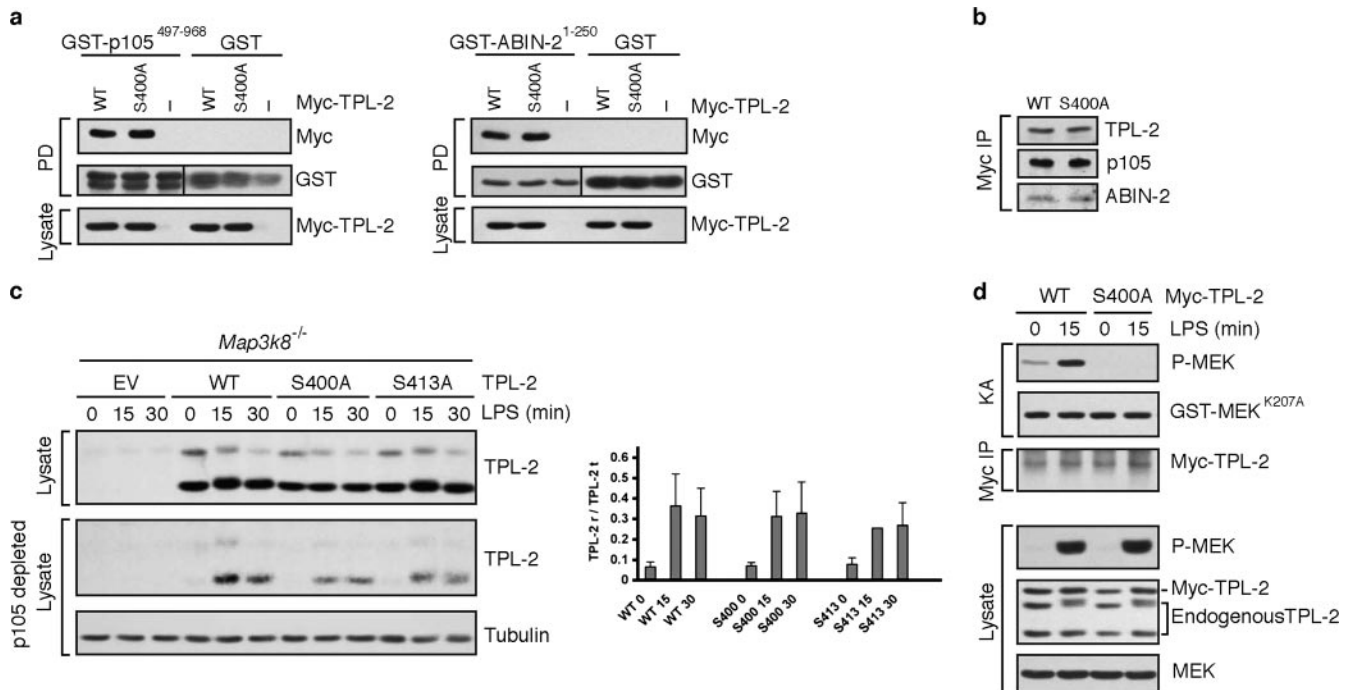 a
GST-p105 497-968 GST
WT S400A – WT S400A – Myc-TPL-2
PD
Myc
GST
Lysate
Myc-TPL-2
GST-ABIN-2 1-250 GST
WT S400A – WT S400A – Myc-TPL-2
PD
Myc
GST
Lysate
Myc-TPL-2
b
WT S400A
Myc IP
TPL-2
p105
ABIN-2
c
Map3k8-/-
EV WT S400A S413A TPL-2
0 15 30 0 15 30 0 15 30 0 15 30 LPS (min)
Lysate
TPL-2
p105 depleted
Lysate
TPL-2
Tubulin
TPL-2 r / TPL-2 t
0.6
0.5
0.4
0.3
0.2
0.1
0
WT 0 WT 15 WT 30 S400 0 S400 15 S400 30 S413 0 S413 15 S413 30
d
WT S400A Myc-TPL-2
0 15 0 15 LPS (min)
KA
P-MEK
GST-MEK K207A
Myc IP
Myc-TPL-2
Lysate
P-MEK
Myc-TPL-2
EndogenousTPL-2
MEK